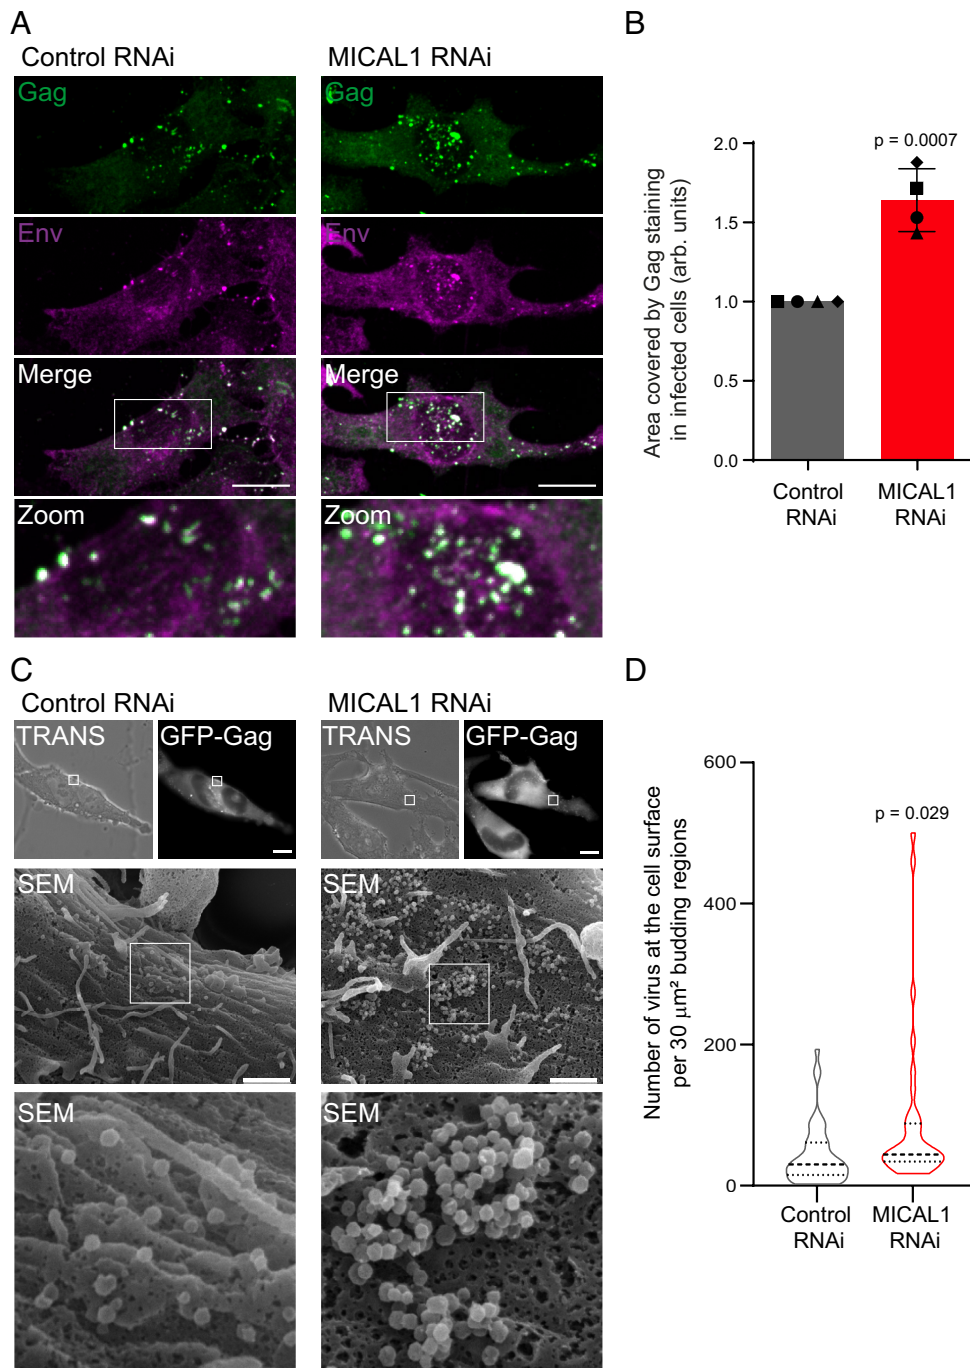 A
Control RNAi
MICAL1 RNAi
Gag
Gag
Env
Env
Merge
Merge
Zoom
Zoom
B
Area covered by Gag staining
in infected cells (arb. units)
2.0
1.5
1.0
0.5
0.0
p = 0.0007
Control
RNAi
MICAL1
RNAi
C
Control RNAi
MICAL1 RNAi
TRANS
GFP-Gag
TRANS
GFP-Gag
SEM
SEM
SEM
SEM
D
Number of virus at the cell surface
per 30 µm² budding regions
600
400
200
0
p = 0.029
Control
RNAi
MICAL1
RNAi